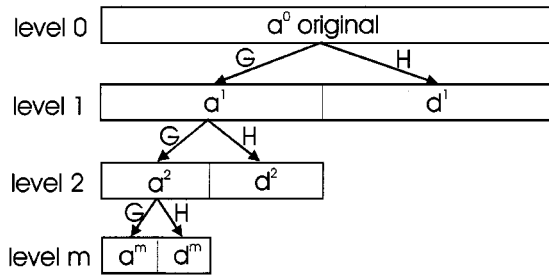 level 0 a⁰ original
G H
level 1 a¹ d¹
G H
level 2 a² d²
G H
level m aᵐ dᵐ